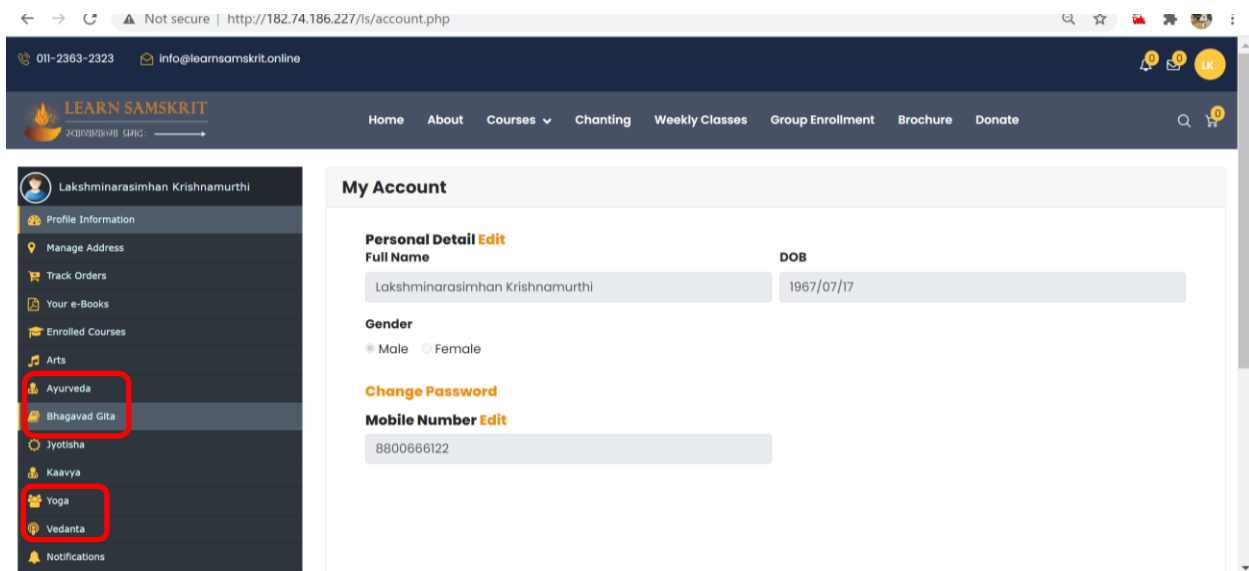 Not secure | http://182.74.186.227/ls/account.php
011-2363-2323 info@learnsamskrit.online
0 0 LK
LEARN SAMSKRIT
Home About Courses Chanting Weekly Classes Group Enrollment Brochure Donate 0
Lakshminarasimhan Krishnamurthi
Profile Information
Manage Address
Track Orders
Your e-Books
Enrolled Courses
Arts
Ayurveda
Bhagavad Gita
Jyotisha
Kaavya
Yoga
Vedanta
Notifications
My Account
Personal Detail Edit
Full Name DOB
Lakshminarasimhan Krishnamurthi 1967/07/17
Gender
Male Female
Change Password
Mobile Number Edit
8800666122